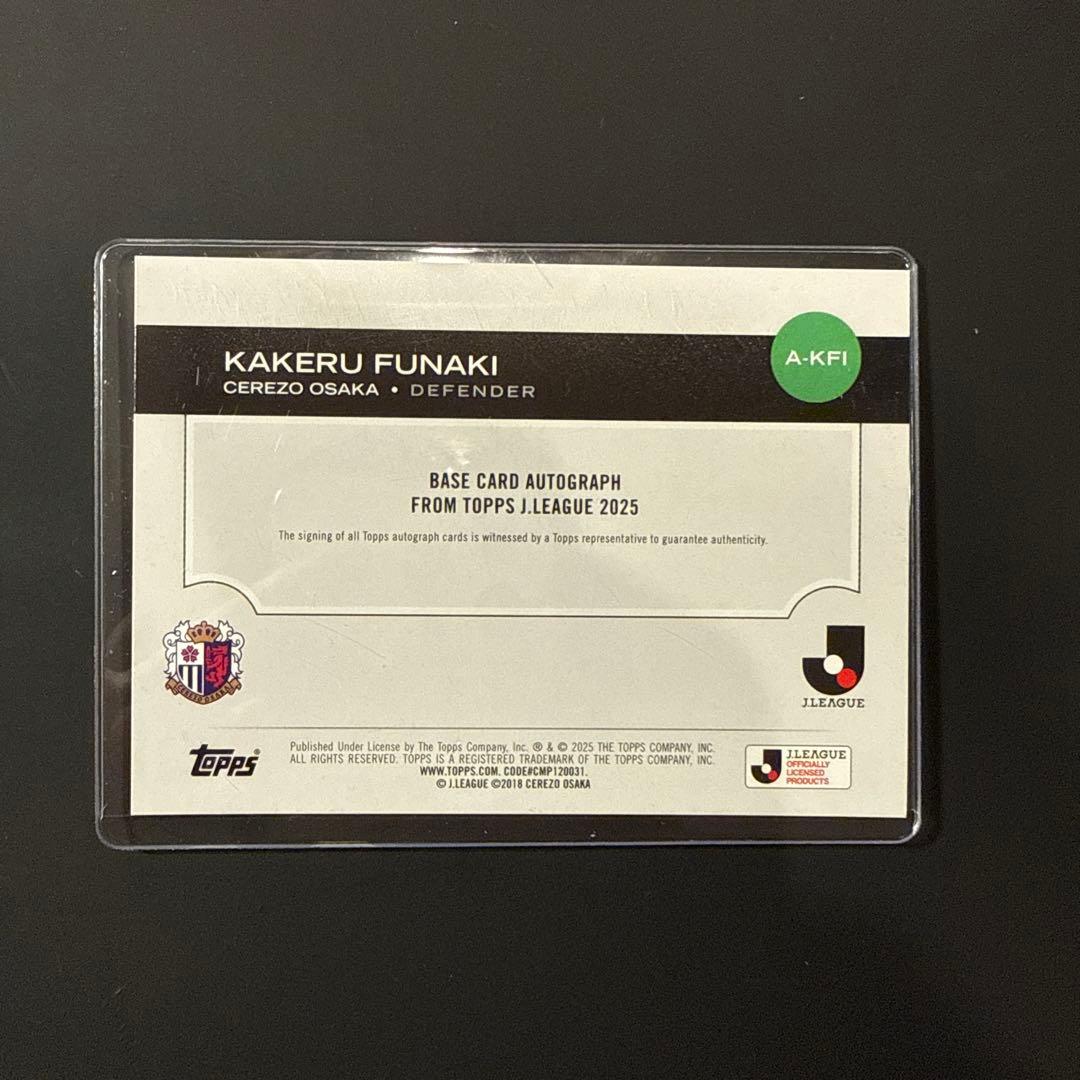 KAKERU FUNAKI
CEREZO OSAKA • DEFENDER
A-KFI
BASE CARD AUTOGRAPH
FROM TOPPS J.LEAGUE 2025
The signing of all Topps autograph cards is witnessed by a Topps representative to guarantee authenticity.
CEREZO OSAKA
J.LEAGUE
Topps®
Published Under License by The Topps Company, Inc. ® & © 2025 THE TOPPS COMPANY, INC.
ALL RIGHTS RESERVED. TOPPS IS A REGISTERED TRADEMARK OF THE TOPPS COMPANY, INC.
WWW.TOPPS.COM. CODE#CMP120031.
© J.LEAGUE ©2018 CEREZO OSAKA
J.LEAGUE
OFFICIALLY
LICENSED
PRODUCTS